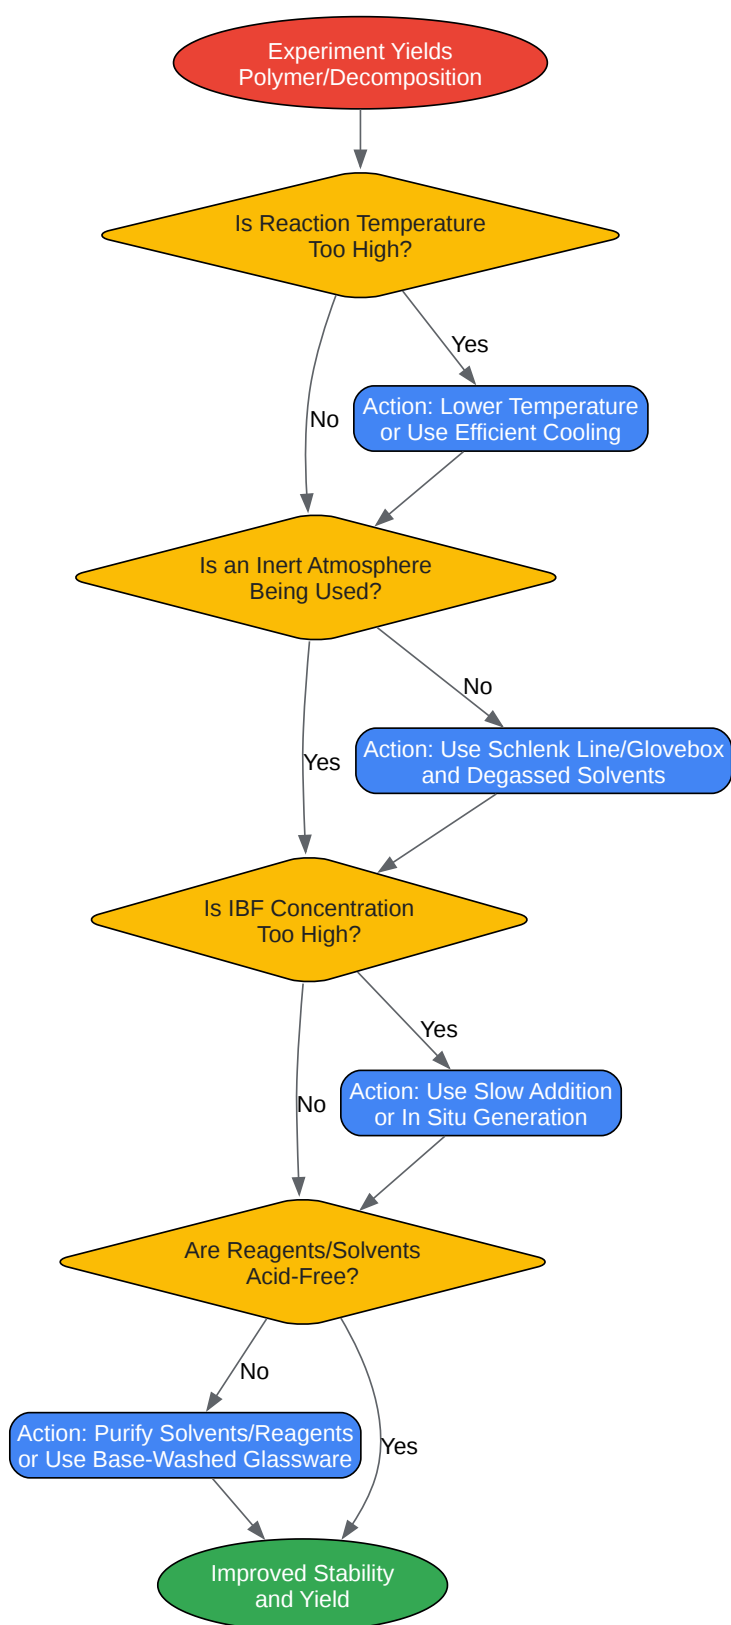 Experiment Yields
Polymer/Decomposition
Is Reaction Temperature
Too High?
Yes
Action: Lower Temperature
or Use Efficient Cooling
No
Is an Inert Atmosphere
Being Used?
No
Action: Use Schlenk Line/Glovebox
and Degassed Solvents
Yes
Is IBF Concentration
Too High?
Yes
Action: Use Slow Addition
or In Situ Generation
No
Are Reagents/Solvents
Acid-Free?
No
Action: Purify Solvents/Reagents
or Use Base-Washed Glassware
Yes
Improved Stability
and Yield